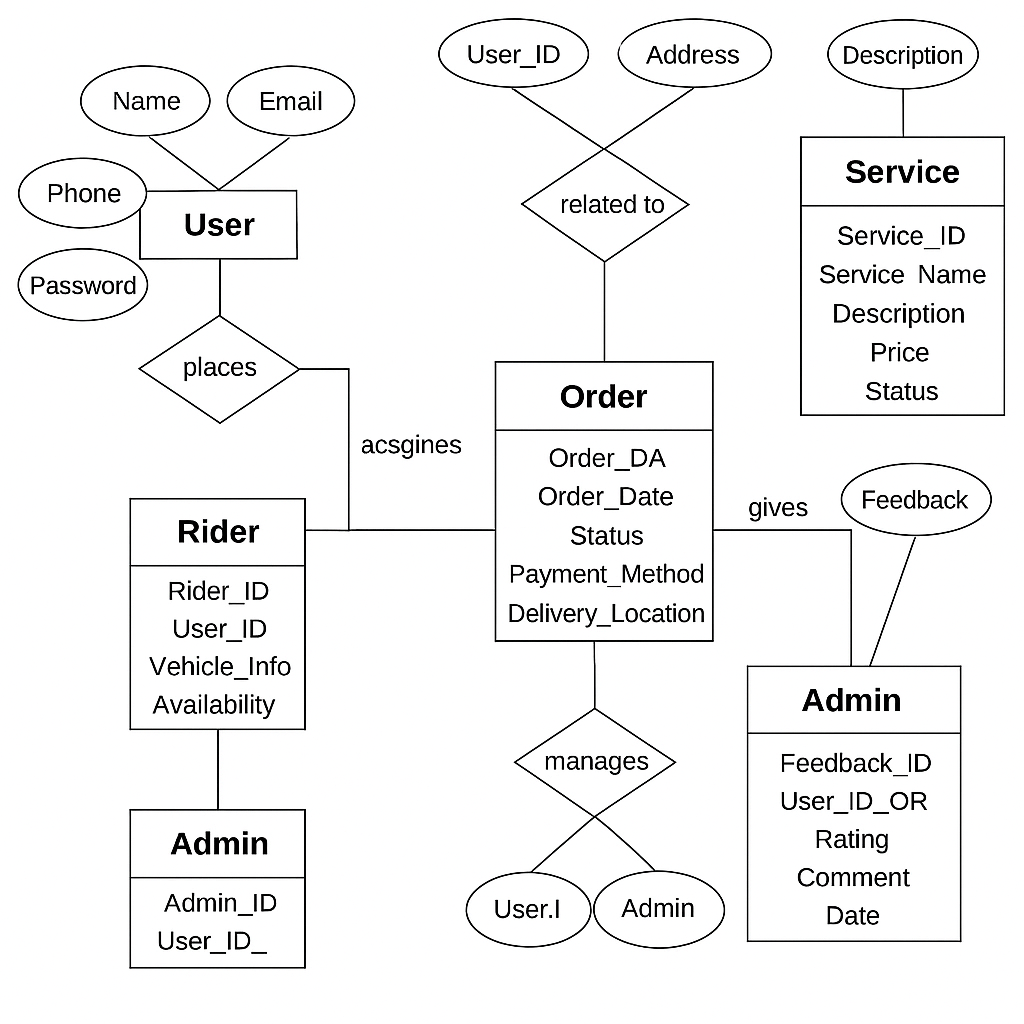 User_ID
Address
Description
Name
Email
Phone
User
Password
related to
Service
Service_ID
Service Name
Description
Price
Status
places
acsgines
Order
Order_DA
Order_Date
Status
Payment_Method
Delivery_Location
gives
Feedback
Rider
Rider_ID
User_ID
Vehicle_Info
Availability
manages
User.I
Admin
Admin
Feedback_ID
User_ID_OR
Rating
Comment
Date
Admin
Admin_ID
User_ID_